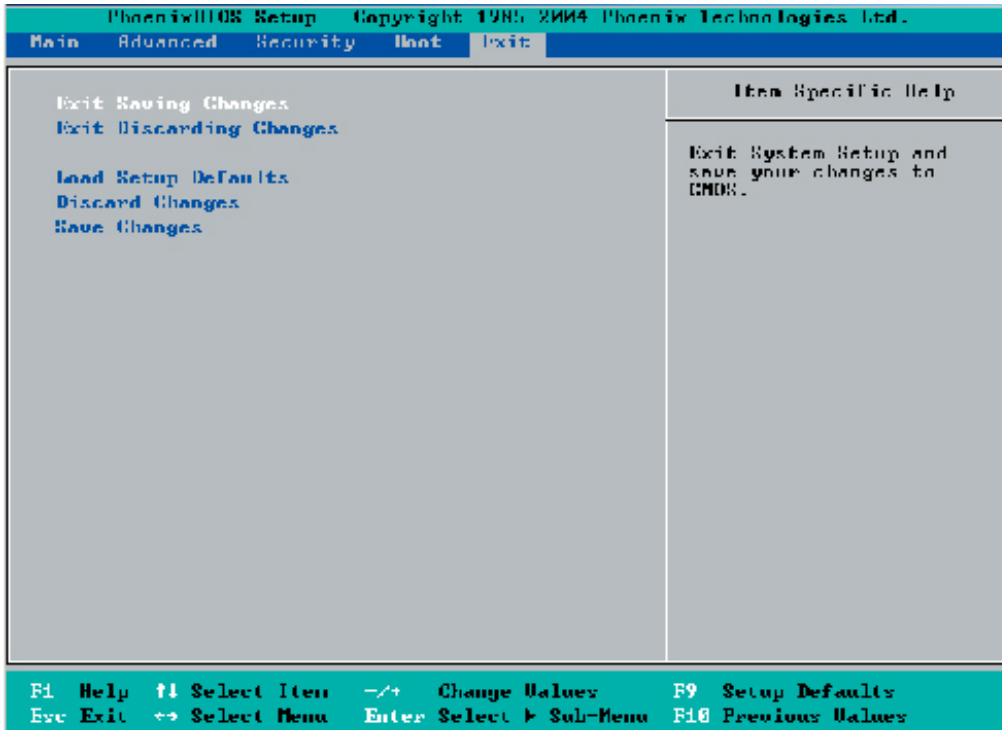 PhoenixBIOS Setup Copyright 1985-2004 Phoenix Technologies Ltd.
Main Advanced Security Boot Exit
Exit Saving Changes
Exit Discarding Changes
Load Setup Defaults
Discard Changes
Save Changes
Item Specific Help
Exit System Setup and
save your changes to
CMOS.
F1 Help ↑↓ Select Item -/+ Change Values F9 Setup Defaults
Esc Exit ↔ Select Menu Enter Select ▶ Sub-Menu F10 Previous Values